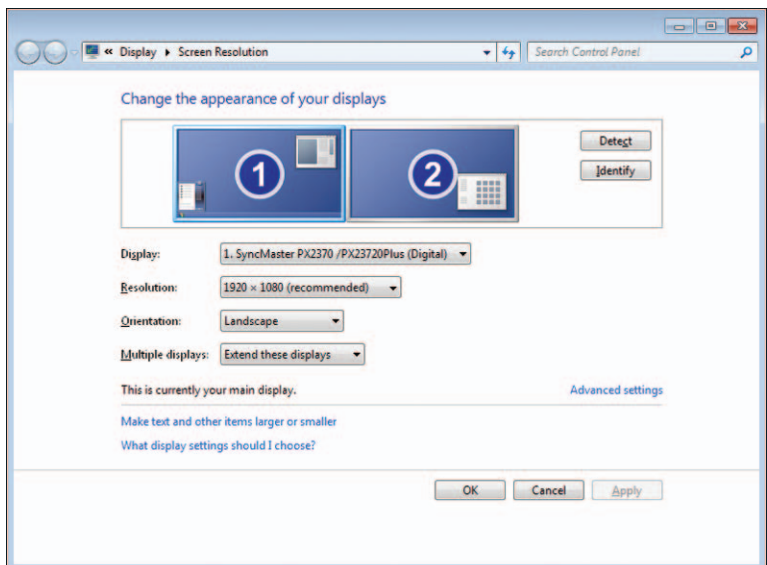 « Display ▸ Screen Resolution Search Control Panel
Change the appearance of your displays
1 2
Detect
Identify
Display: 1. SyncMaster PX2370 /PX23720Plus (Digital)
Resolution: 1920 × 1080 (recommended)
Orientation: Landscape
Multiple displays: Extend these displays
This is currently your main display. Advanced settings
Make text and other items larger or smaller
What display settings should I choose?
OK Cancel Apply